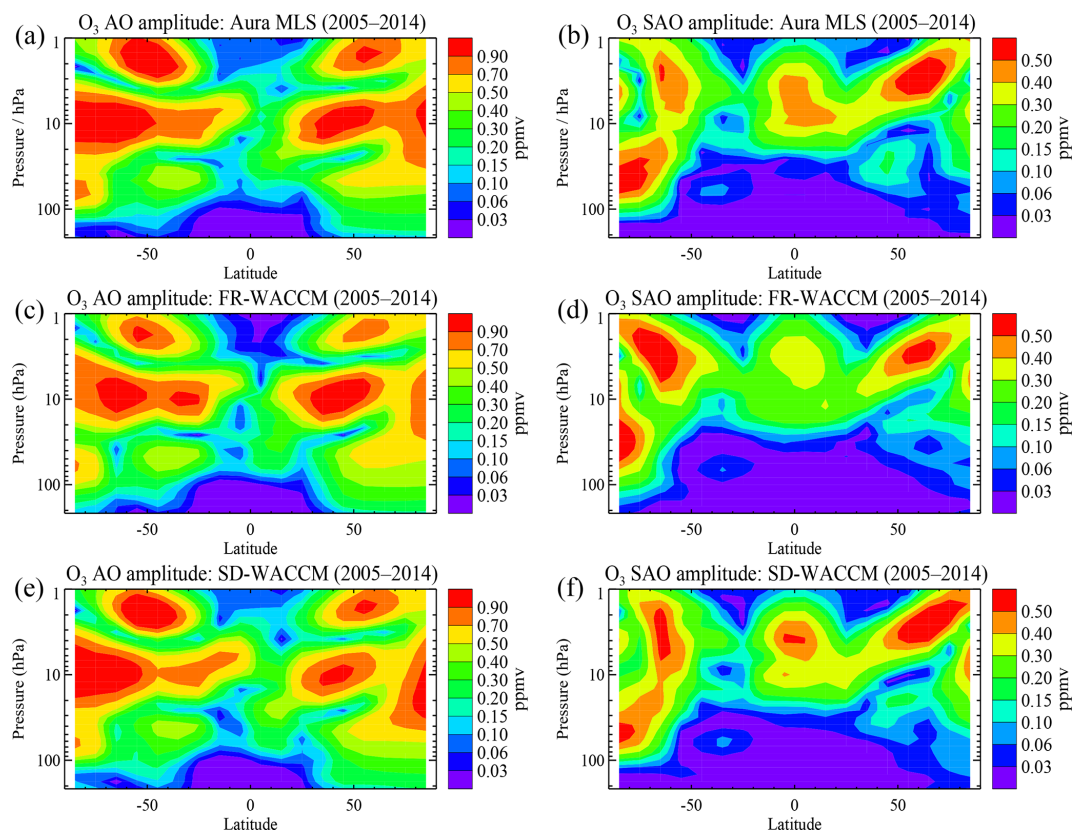 (a) O₃ AO amplitude: Aura MLS (2005–2014)
1
10
100
Pressure / hPa
-50 0 50
Latitude
0.90
0.70
0.50
0.40
0.30
0.20
0.15
0.10
0.06
0.03
ppmv
(b) O₃ SAO amplitude: Aura MLS (2005–2014)
1
10
100
Pressure / hPa
-50 0 50
Latitude
0.50
0.40
0.30
0.20
0.15
0.10
0.06
0.03
ppmv
(c) O₃ AO amplitude: FR-WACCM (2005–2014)
1
10
100
Pressure (hPa)
-50 0 50
Latitude
0.90
0.70
0.50
0.40
0.30
0.20
0.15
0.10
0.06
0.03
ppmv
(d) O₃ SAO amplitude: FR-WACCM (2005–2014)
1
10
100
Pressure (hPa)
-50 0 50
Latitude
0.50
0.40
0.30
0.20
0.15
0.10
0.06
0.03
ppmv
(e) O₃ AO amplitude: SD-WACCM (2005–2014)
1
10
100
Pressure (hPa)
-50 0 50
Latitude
0.90
0.70
0.50
0.40
0.30
0.20
0.15
0.10
0.06
0.03
ppmv
(f) O₃ SAO amplitude: SD-WACCM (2005–2014)
1
10
100
Pressure (hPa)
-50 0 50
Latitude
0.50
0.40
0.30
0.20
0.15
0.10
0.06
0.03
ppmv